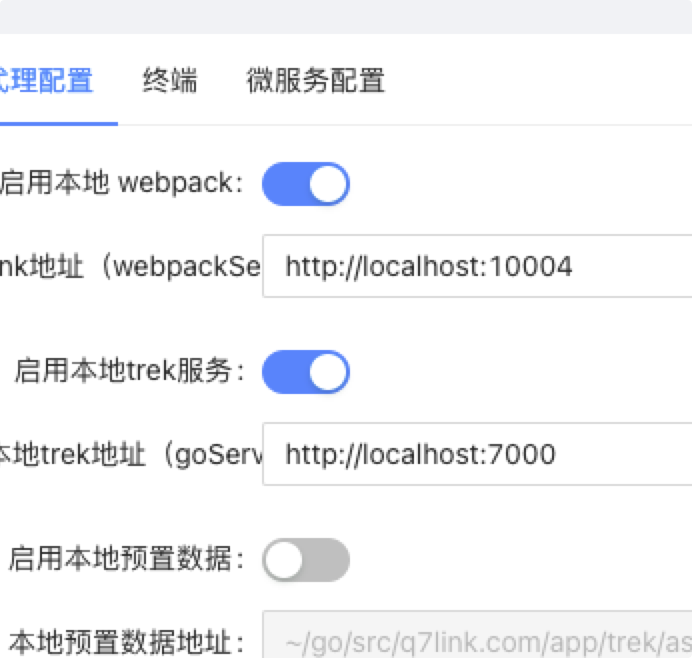 理配置 终端 微服务配置
启用本地 webpack:
nk地址（webpackSe http://localhost:10004
启用本地trek服务:
本地trek地址（goServ http://localhost:7000
启用本地预置数据:
本地预置数据地址: ~/go/src/q7link.com/app/trek/as